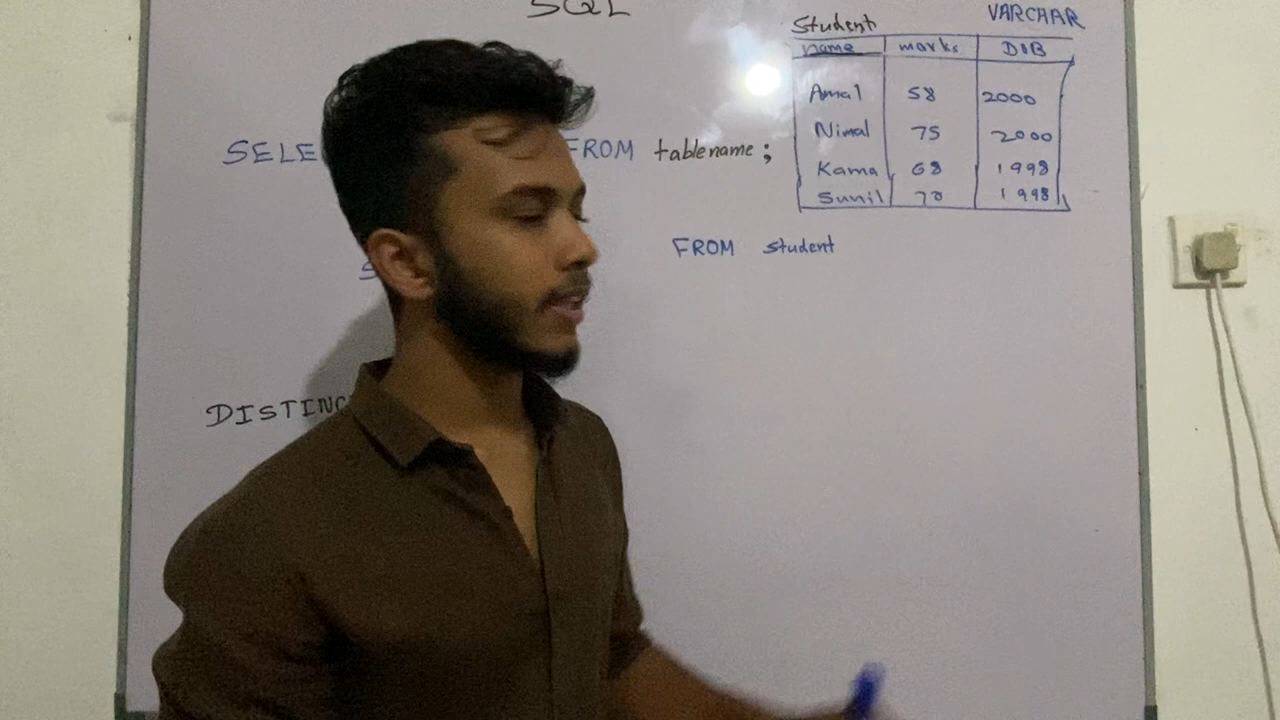 SQL
Student VARCHAR
name marks DOB
Amal 58 2000
Nimal 75 2000
SELE FROM tablename;
Kama 68 1998
Sunil 70 1998
FROM student
DISTINC